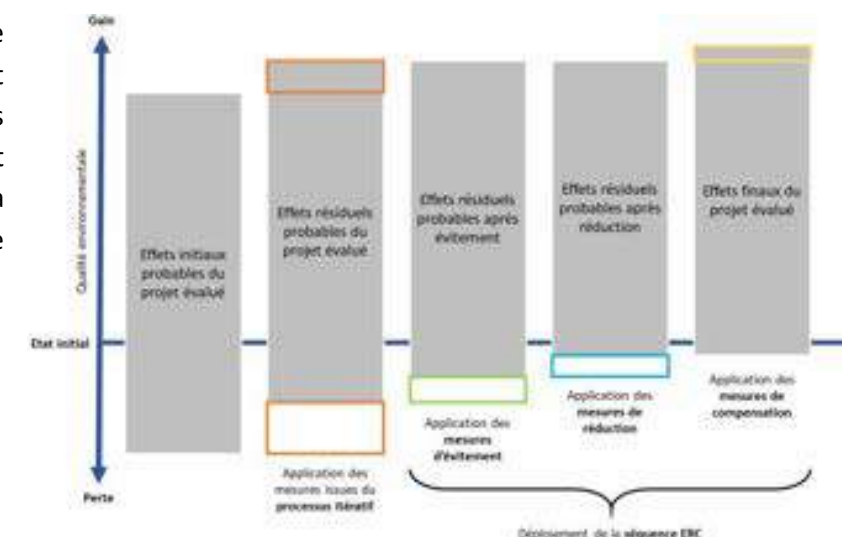 Gain
Qualité environnementale
Etat initial
Perte
Effets initiaux
probables du
projet évalué
Effets résiduels
probables du
projet évalué
Application des
mesures issues du
processus itératif
Effets résiduels
probables après
évitement
Application des
mesures
d'évitement
Effets résiduels
probables après
réduction
Application des
mesures de
réduction
Effets finaux du
projet évalué
Application des
mesures de
compensation
Déploiement de la séquence ERC